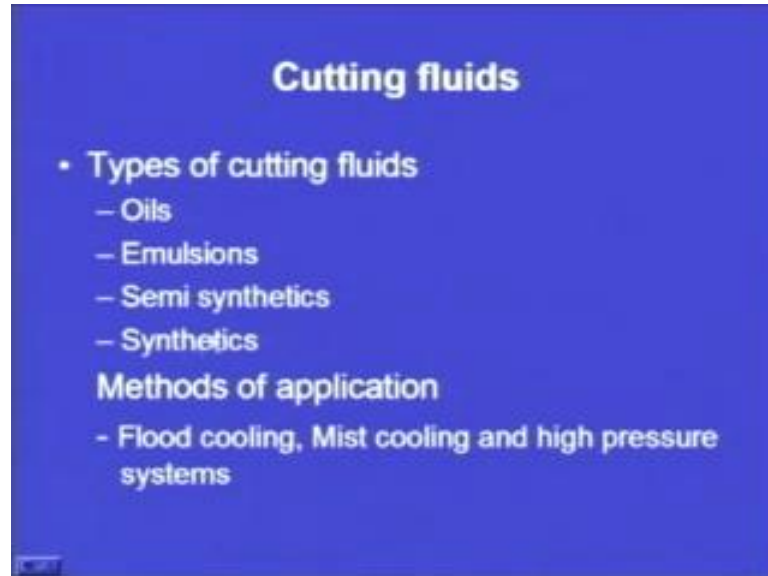 Cutting fluids
• Types of cutting fluids
– Oils
– Emulsions
– Semi synthetics
– Synthetics
Methods of application
- Flood cooling, Mist cooling and high pressure
systems